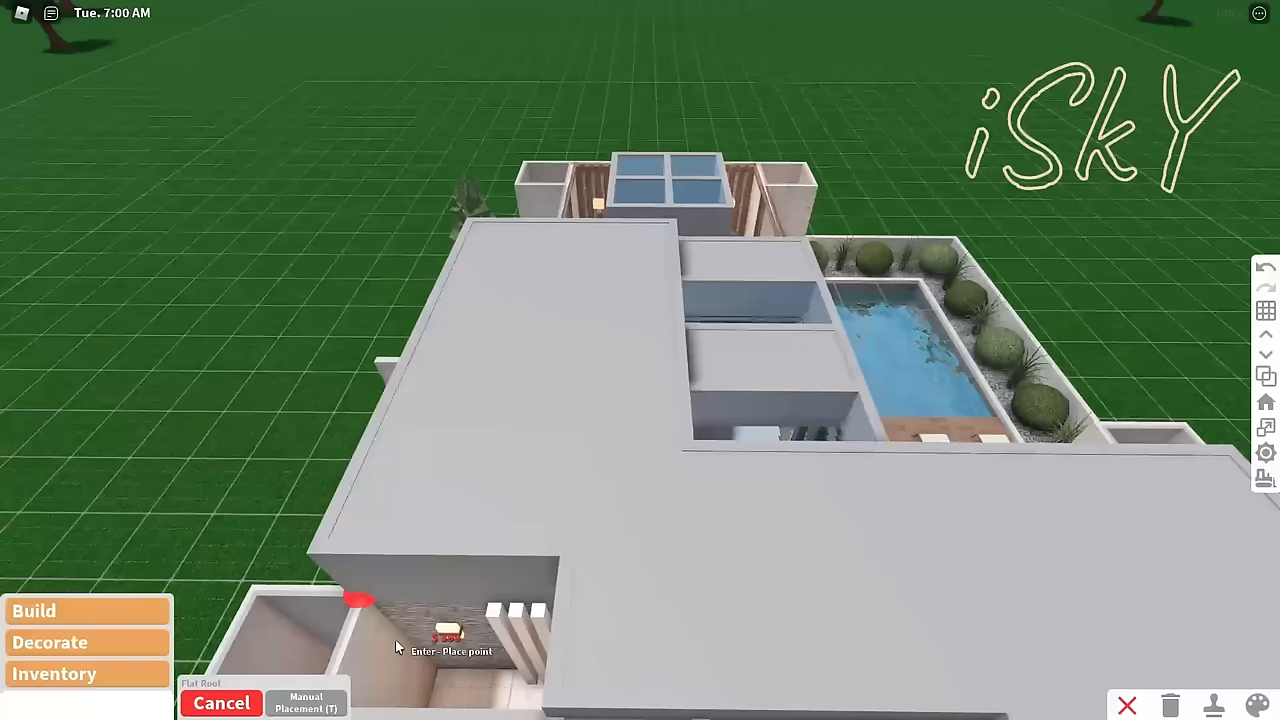 Tue. 7:00 AM
iSkY
Enter - Place point
Build
Decorate
Inventory
Flat Roof
Cancel
Manual
Placement (T)